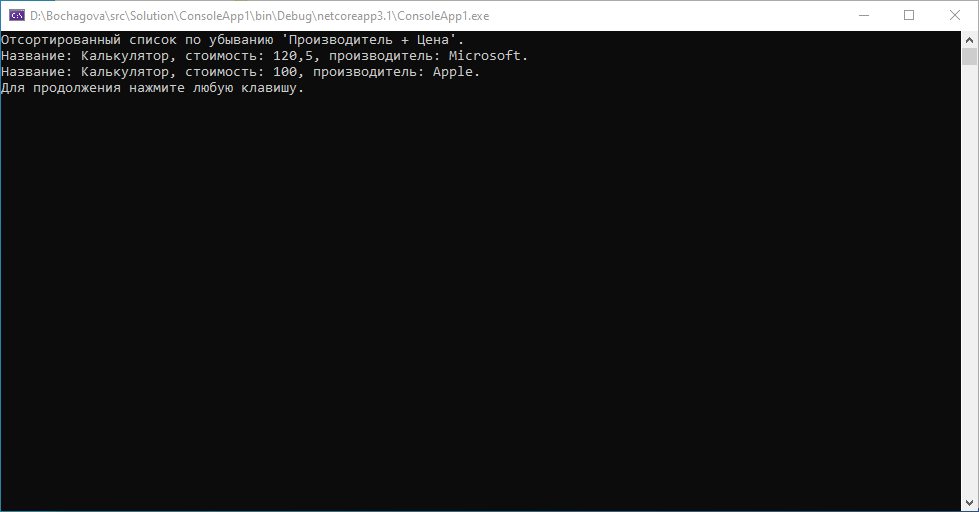 D:\Bochagova\src\Solution\ConsoleApp1\bin\Debug\netcoreapp3.1\ConsoleApp1.exe
Отсортированный список по убыванию 'Производитель + Цена'.
Название: Калькулятор, стоимость: 120,5, производитель: Microsoft.
Название: Калькулятор, стоимость: 100, производитель: Apple.
Для продолжения нажмите любую клавишу.